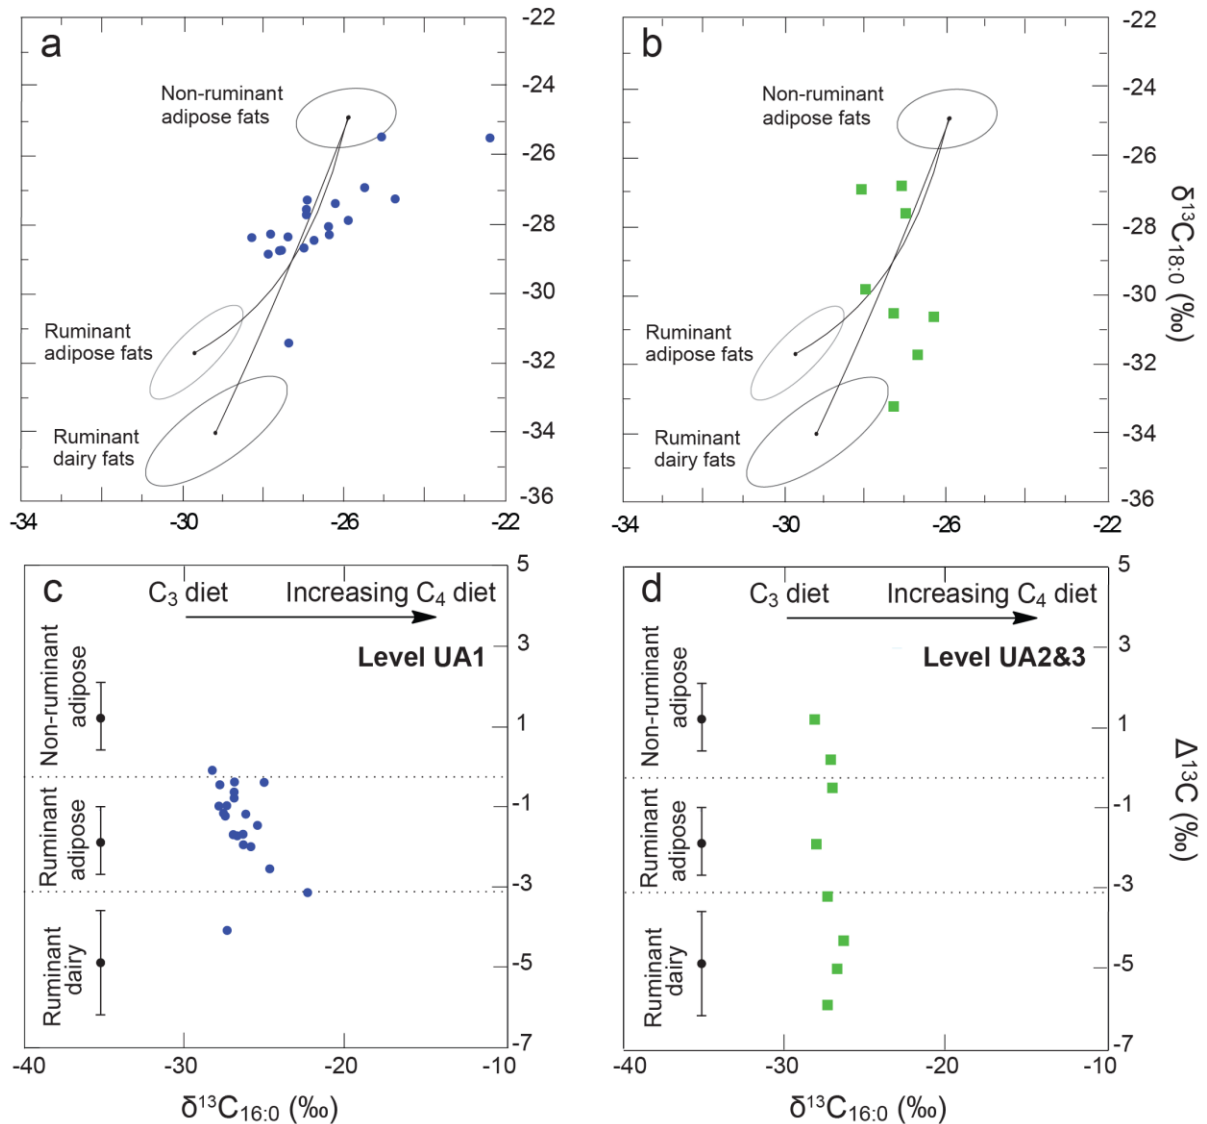 a
Non-ruminant
adipose fats
Ruminant
adipose fats
Ruminant
dairy fats
-34
-30
-26
-22
-22
-24
-26
-28
-30
-32
-34
-36
b
Non-ruminant
adipose fats
Ruminant
adipose fats
Ruminant
dairy fats
-34
-30
-26
-22
-22
-24
-26
-28
-30
-32
-34
-36
δ¹³C₁₈:₀ (‰)
c
C₃ diet
Increasing C₄ diet
Level UA1
Non-ruminant
adipose
Ruminant
adipose
Ruminant
dairy
5
3
1
-1
-3
-5
-7
-40
-30
-20
-10
δ¹³C₁₆:₀ (‰)
d
C₃ diet
Increasing C₄ diet
Level UA2&3
Non-ruminant
adipose
Ruminant
adipose
Ruminant
dairy
5
3
1
-1
-3
-5
-7
-40
-30
-20
-10
δ¹³C₁₆:₀ (‰)
Δ¹³C (‰)